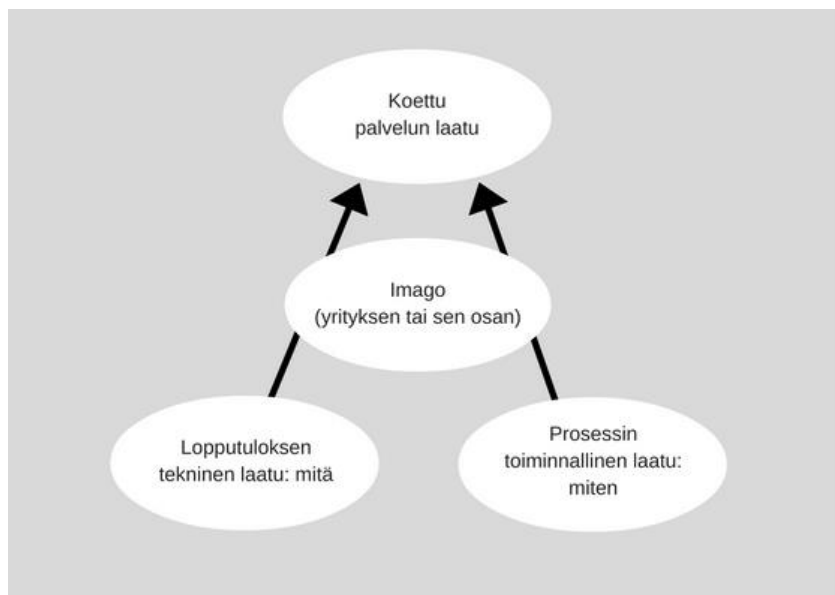 Koettu
palvelun laatu
Imago
(yrityksen tai sen osan)
Lopputuloksen
tekninen laatu: mitä
Prosessin
toiminnallinen laatu:
miten